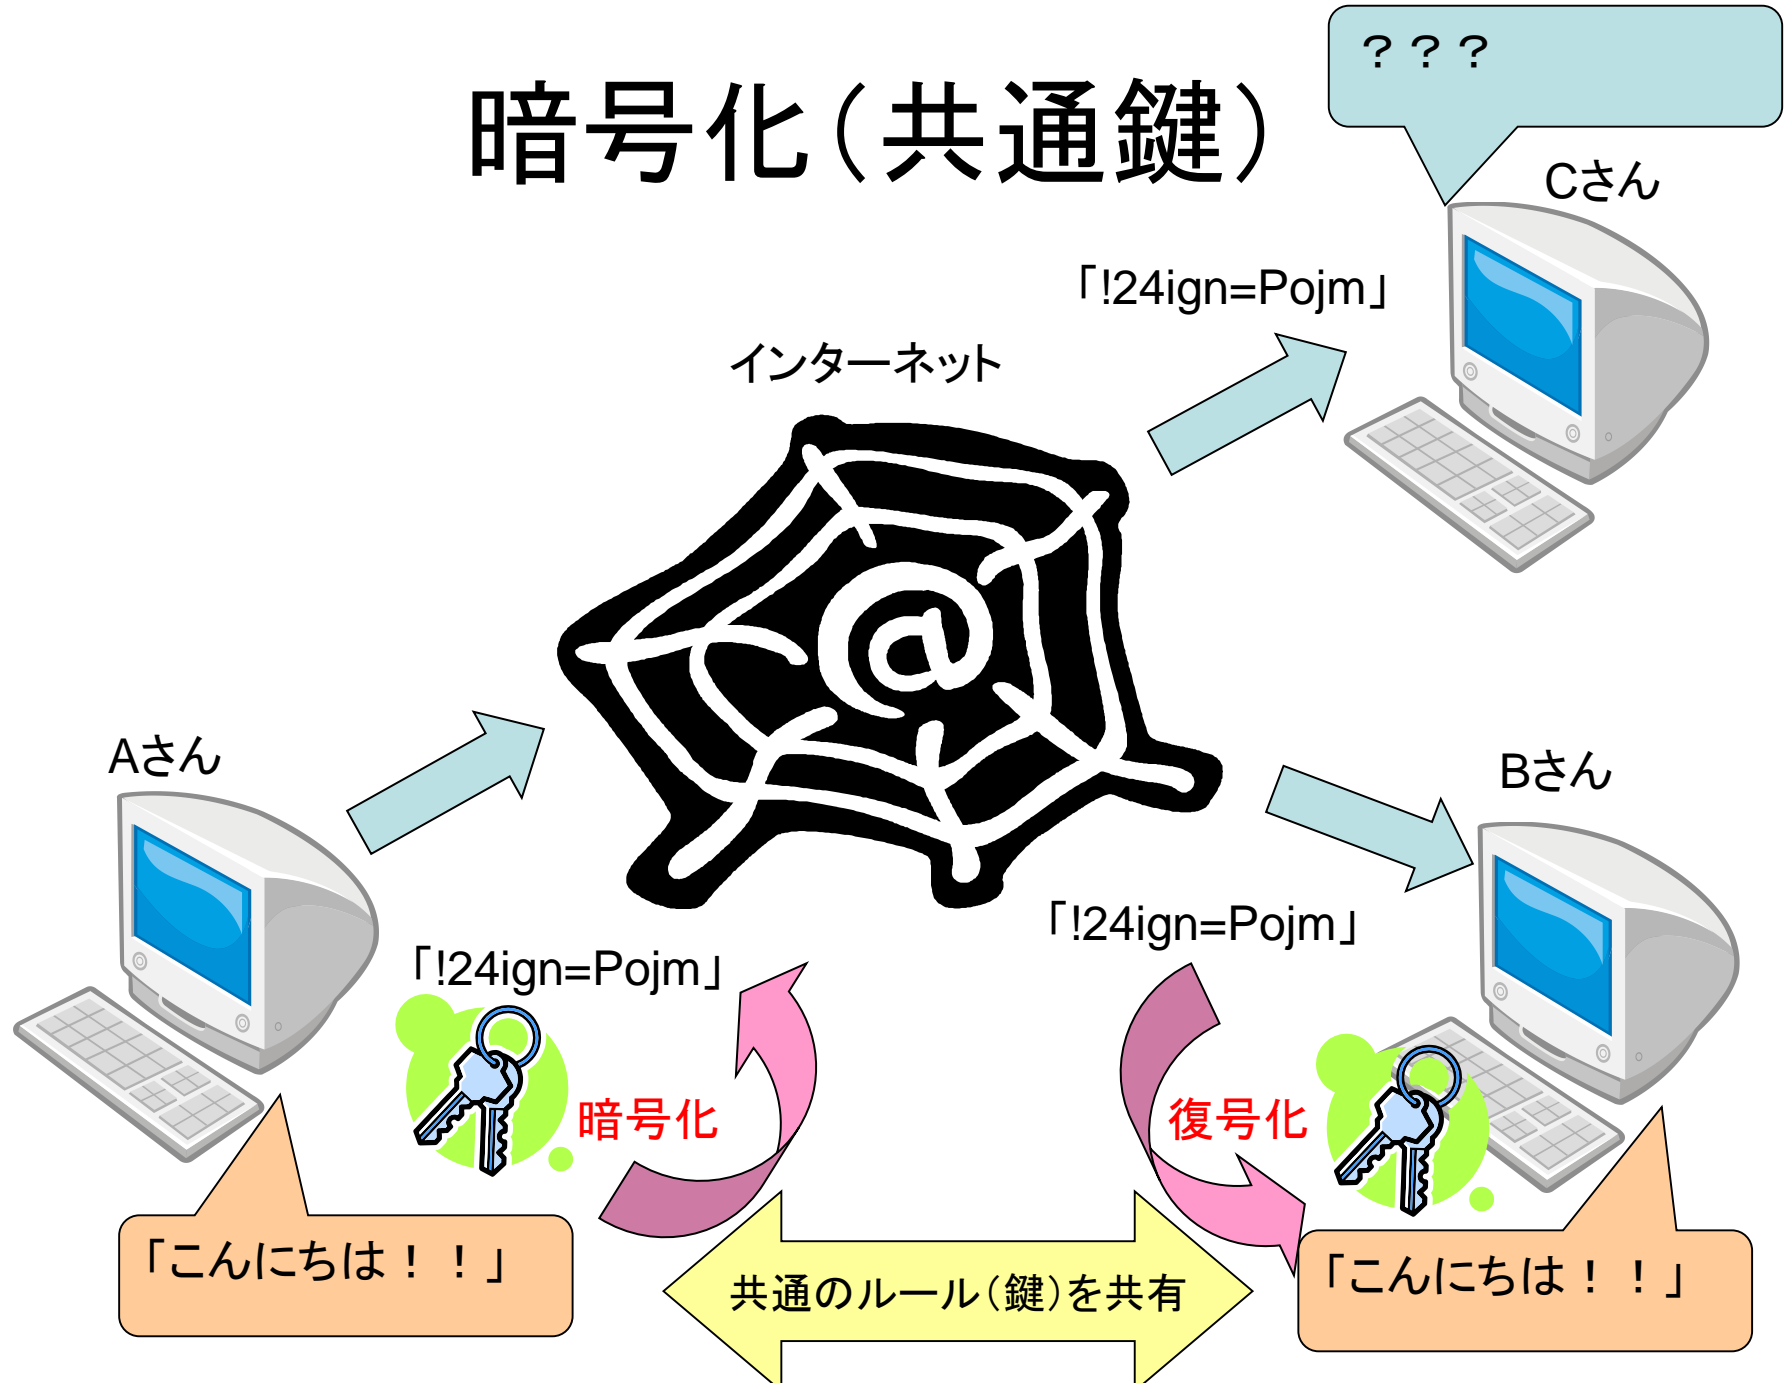 暗号化（共通鍵）
？？？
Cさん
「!24ign=Pojm」
インターネット
Aさん
Bさん
「!24ign=Pojm」
「!24ign=Pojm」
暗号化
復号化
「こんにちは！！」
共通のルール（鍵）を共有
「こんにちは！！」